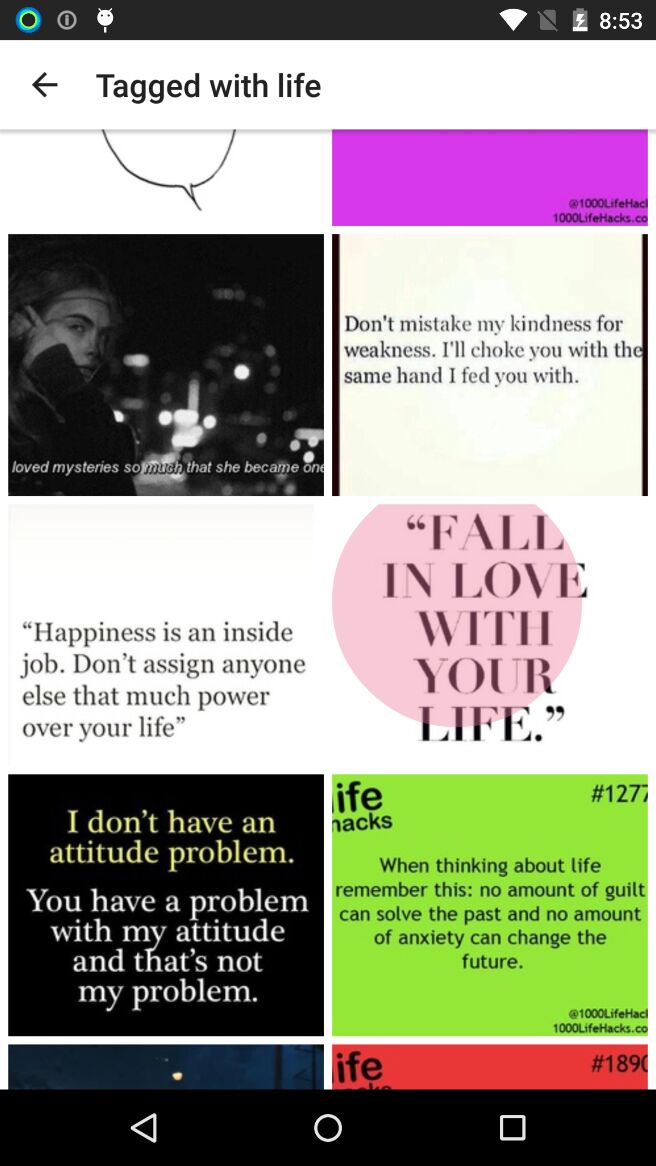 8:53
Tagged with life
@1000LifeHac
1000LifeHacks.co
loved mysteries so much that she became one
Don't mistake my kindness for
weakness. I'll choke you with the
same hand I fed you with.
“Happiness is an inside
job. Don’t assign anyone
else that much power
over your life”
“FALL
IN LOVE
WITH
YOUR
LIFE.”
I don’t have an
attitude problem.
You have a problem
with my attitude
and that’s not
my problem.
life
hacks
#1277
When thinking about life
remember this: no amount of guilt
can solve the past and no amount
of anxiety can change the
future.
@1000LifeHac
1000LifeHacks.co
life
#1890